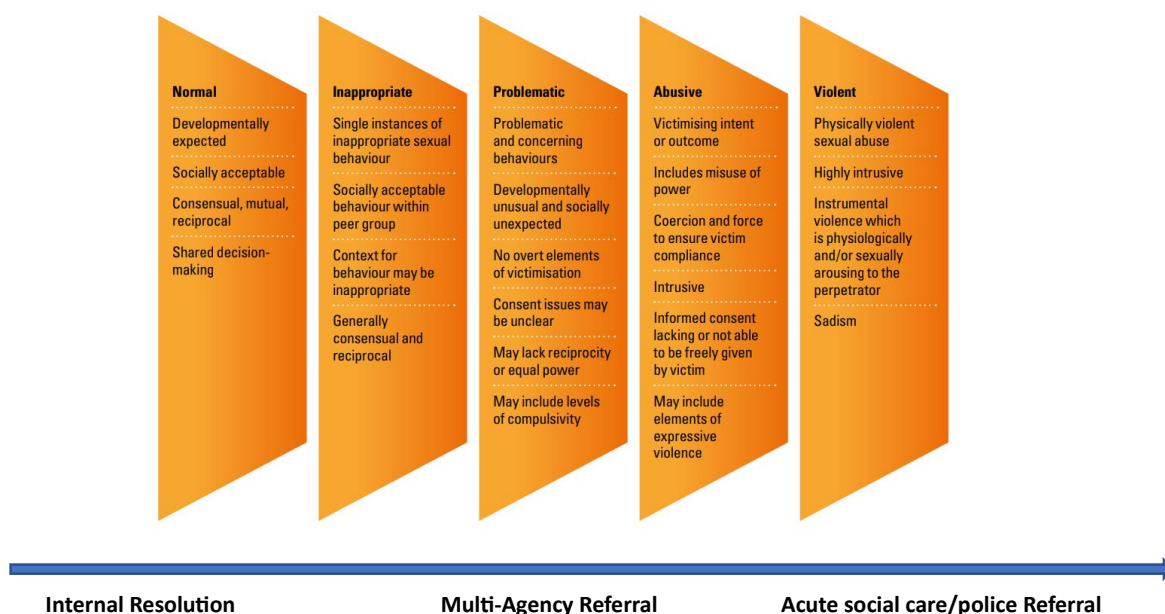 Normal
Developmentally
expected
Socially acceptable
Consensual, mutual,
reciprocal
Shared decision-
making
Inappropriate
Single instances of
inappropriate sexual
behaviour
Socially acceptable
behaviour within
peer group
Context for
behaviour may be
inappropriate
Generally
consensual and
reciprocal
Problematic
Problematic
and concerning
behaviours
Developmentally
unusual and socially
unexpected
No overt elements
of victimisation
Consent issues may
be unclear
May lack reciprocity
or equal power
May include levels
of compulsivity
Abusive
Victimising intent
or outcome
Includes misuse of
power
Coercion and force
to ensure victim
compliance
Intrusive
Informed consent
lacking or not able
to be freely given
by victim
May include
elements of
expressive
violence
Violent
Physically violent
sexual abuse
Highly intrusive
Instrumental
violence which
is physiologically
and/or sexually
arousing to the
perpetrator
Sadism
Internal Resolution
Multi-Agency Referral
Acute social care/police Referral